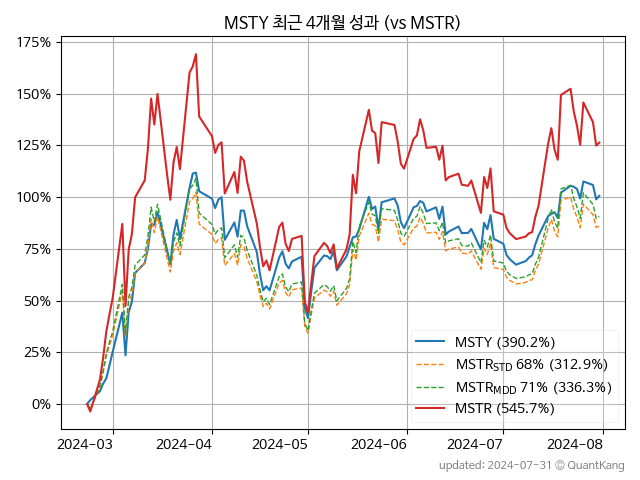 MSTY 최근 4개월 성과 (vs MSTR)
175%
150%
125%
100%
75%
50%
25%
0%
MSTY (390.2%)
MSTR_STD 68% (312.9%)
MSTR_MDD 71% (336.3%)
MSTR (545.7%)
2024-03 2024-04 2024-05 2024-06 2024-07 2024-08
updated: 2024-07-31 © QuantKang